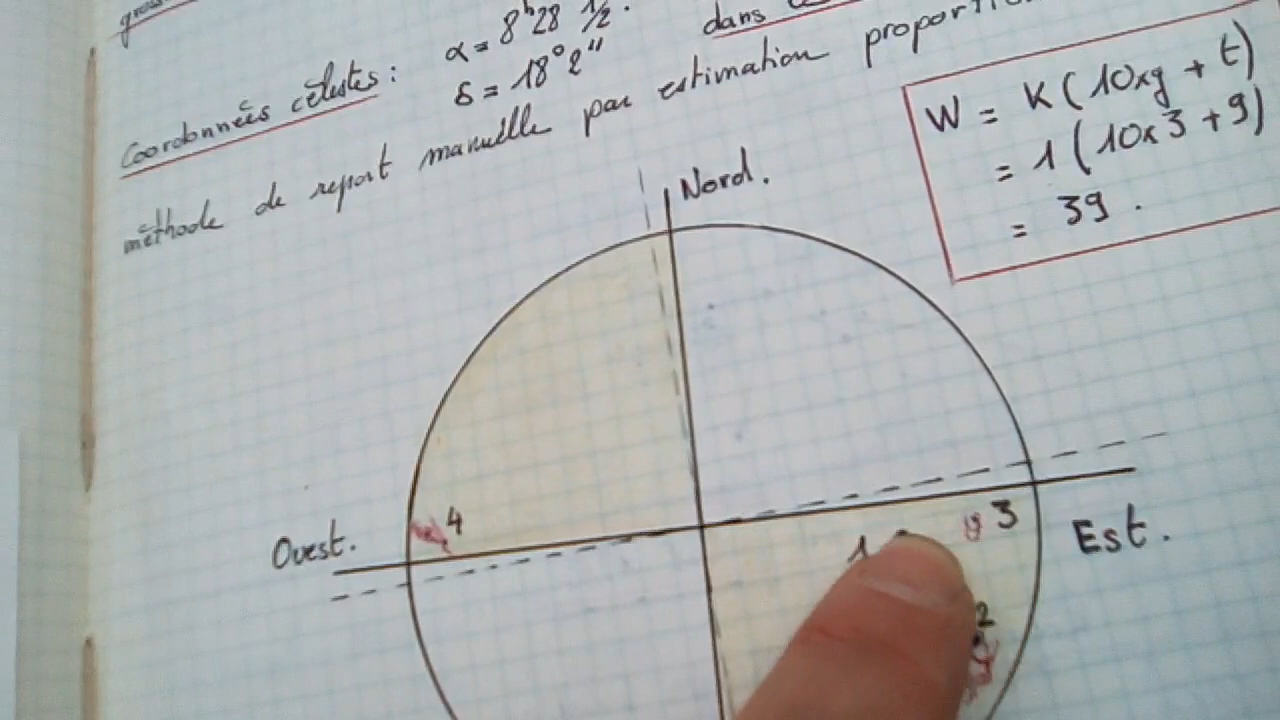 Coordonnées célestes :
α = 8h28 1/2.
δ = 18°2"
dans
méthode de report manuelle par estimation
W = K (10xg + t)
= 1 (10x3 + 9)
= 39.
Nord.
4
3
Ouest.
Est.
1
2